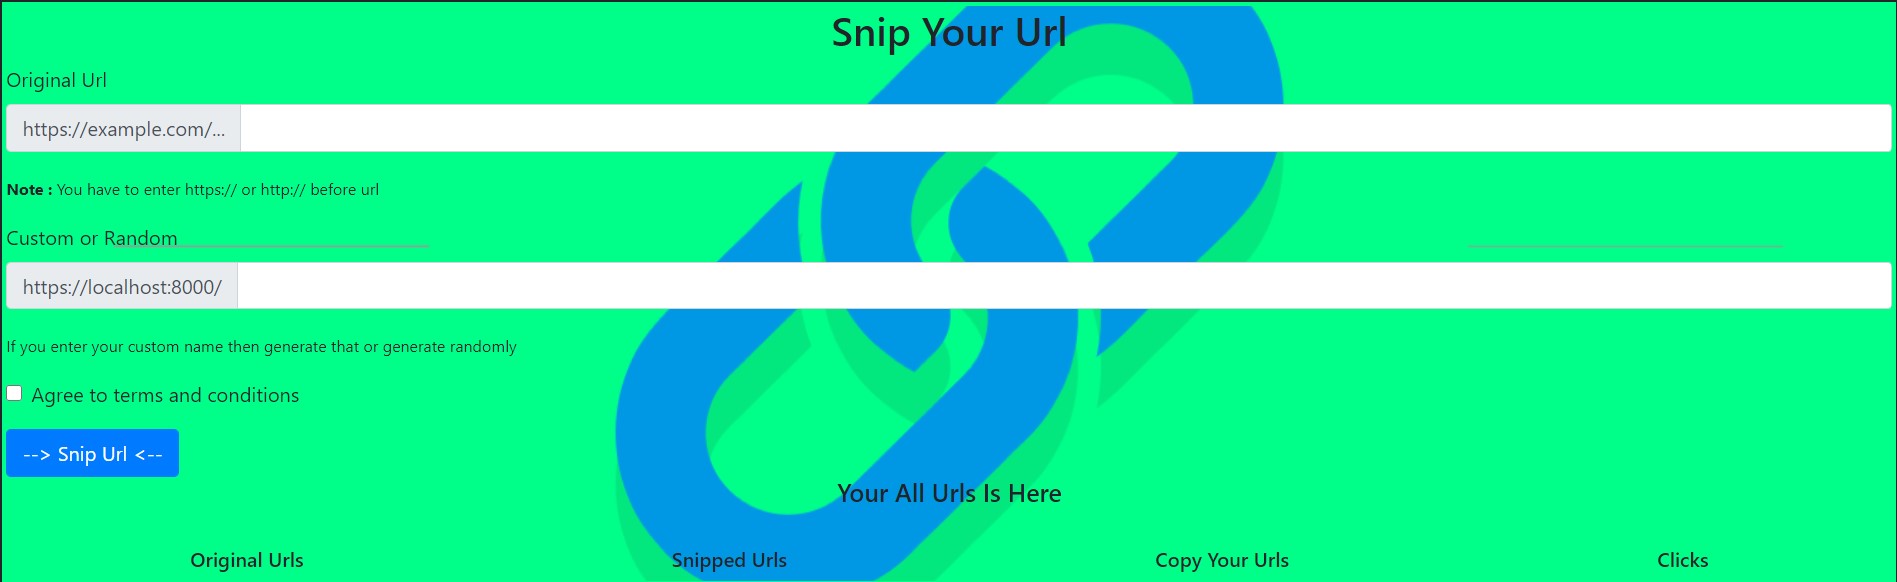 Snip Your Url
Original Url
https://example.com/...
Note : You have to enter https:// or http:// before url
Custom or Random
https://localhost:8000/
If you enter your custom name then generate that or generate randomly
Agree to terms and conditions
--> Snip Url <--
Your All Urls Is Here
Original Urls Snipped Urls Copy Your Urls Clicks